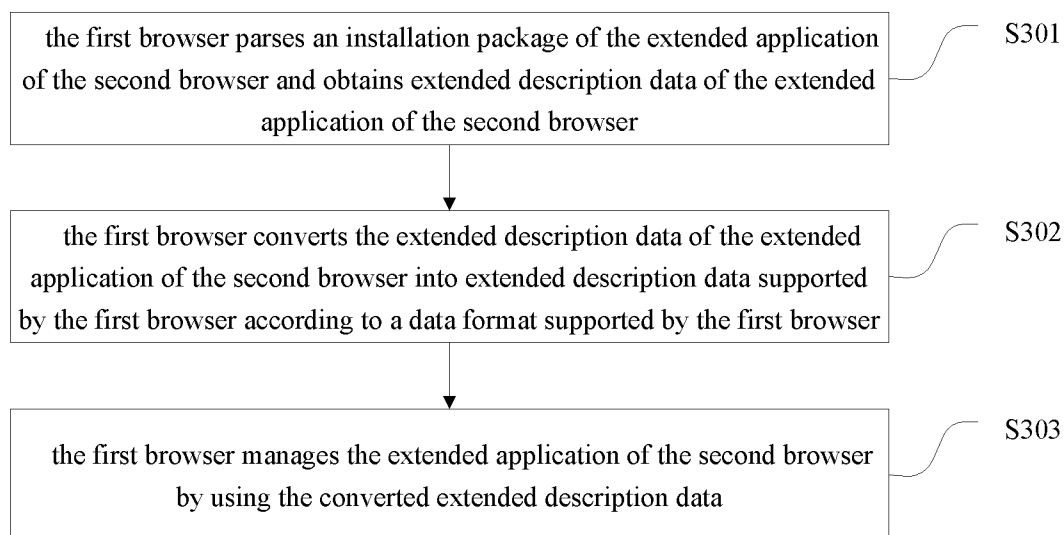 the first browser parses an installation package of the extended application
of the second browser and obtains extended description data of the extended
application of the second browser
S301
the first browser converts the extended description data of the extended
application of the second browser into extended description data supported
by the first browser according to a data format supported by the first browser
S302
the first browser manages the extended application of the second browser
by using the converted extended description data
S303